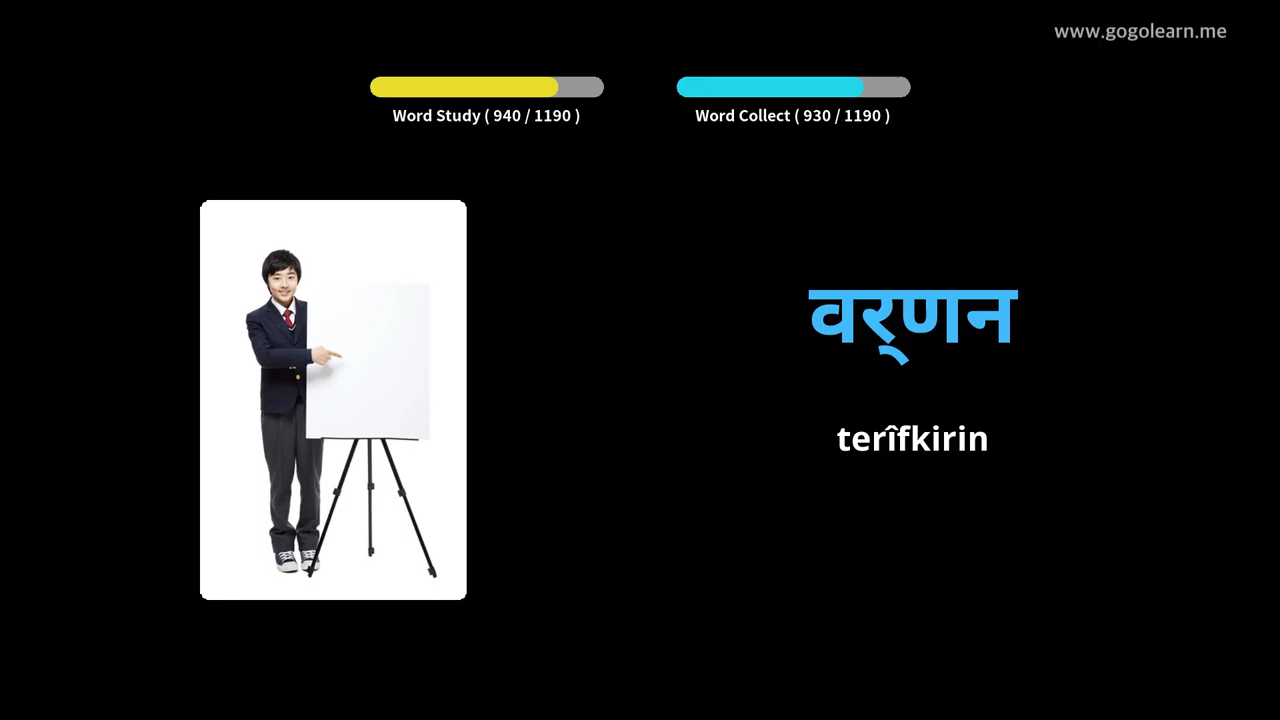 www.gogolearn.me
Word Study ( 940 / 1190 )
Word Collect ( 930 / 1190 )
वर्णन
terîfkirin